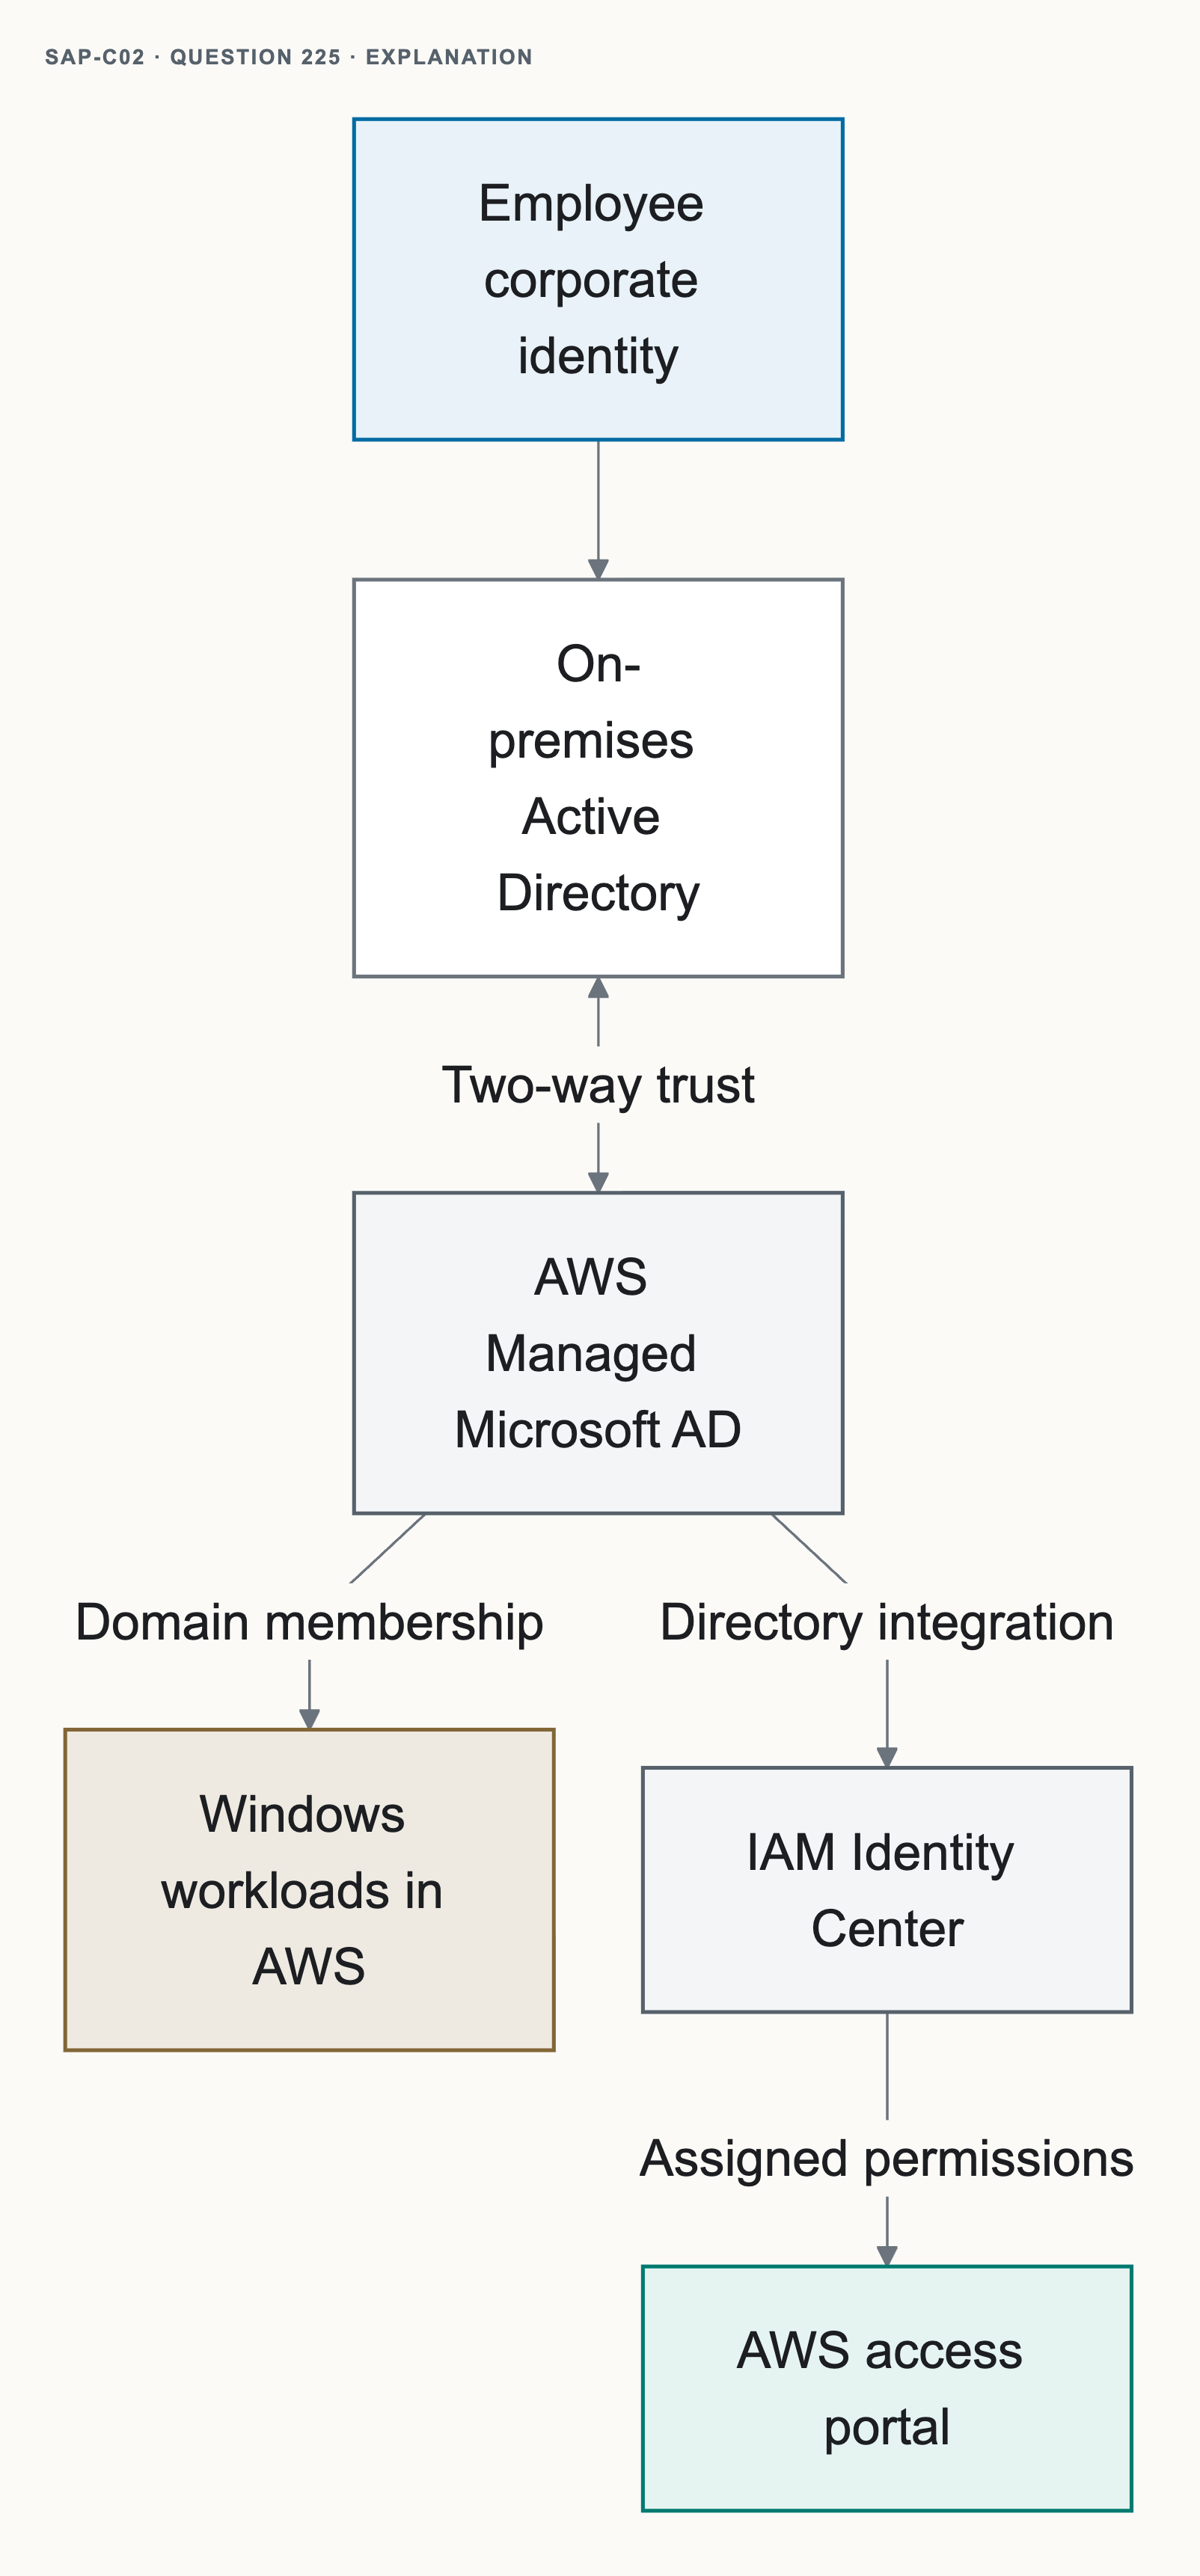 SAP-C02 · QUESTION 225 · EXPLANATION
Employee
corporate
identity
On-
premises
Active
Directory
Two-way trust
AWS
Managed
Microsoft AD
Domain membership
Directory integration
Windows
workloads in
AWS
IAM Identity
Center
Assigned permissions
AWS access
portal